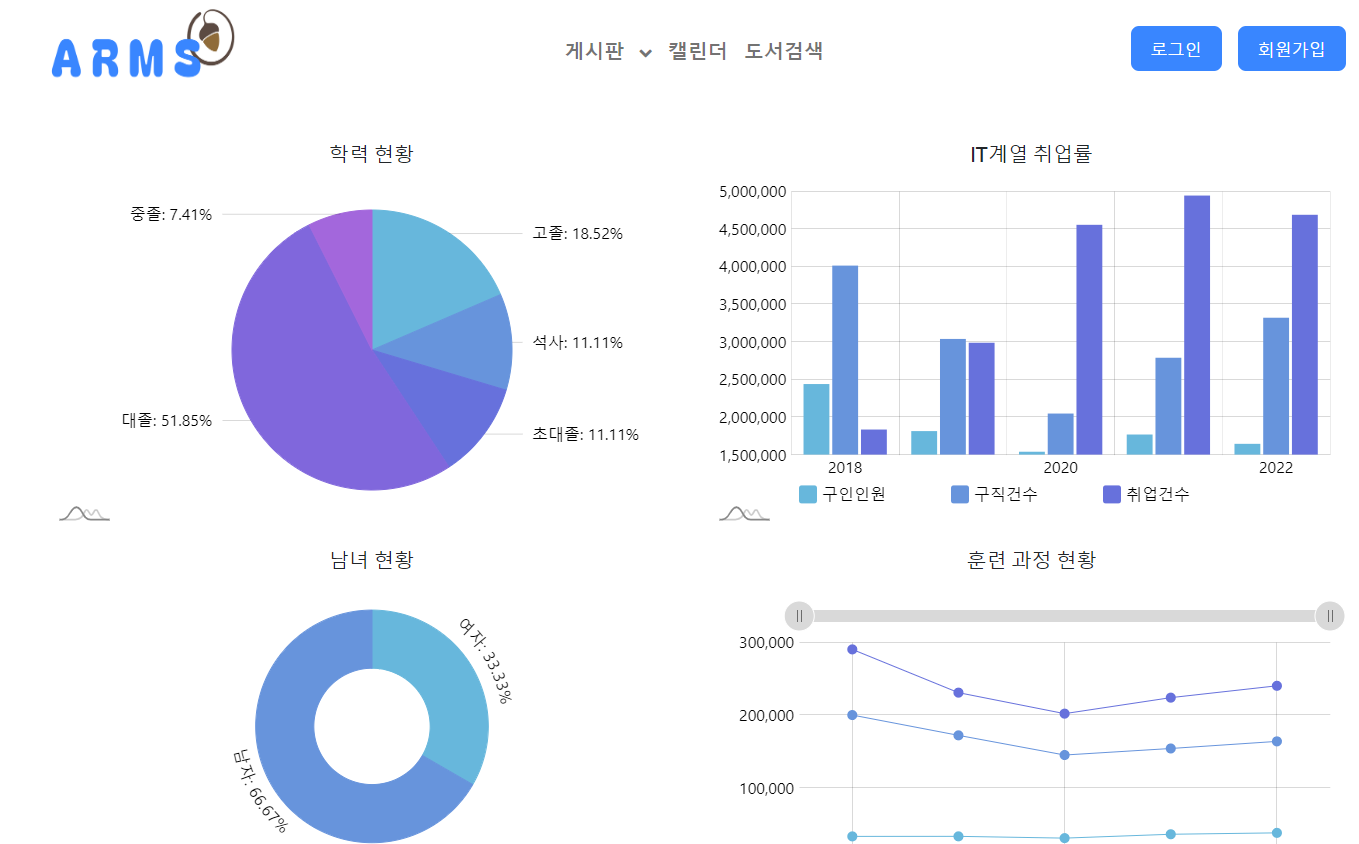 ARMS
게시판 캘린더 도서검색
로그인 회원가입
학력 현황
중졸: 7.41%
고졸: 18.52%
석사: 11.11%
대졸: 51.85%
초대졸: 11.11%
IT계열 취업률
5,000,000
4,500,000
4,000,000
3,500,000
3,000,000
2,500,000
2,000,000
1,500,000
2018 2020 2022
구인인원 구직건수 취업건수
남녀 현황
여자: 33.33%
남자: 66.67%
훈련 과정 현황
300,000
200,000
100,000